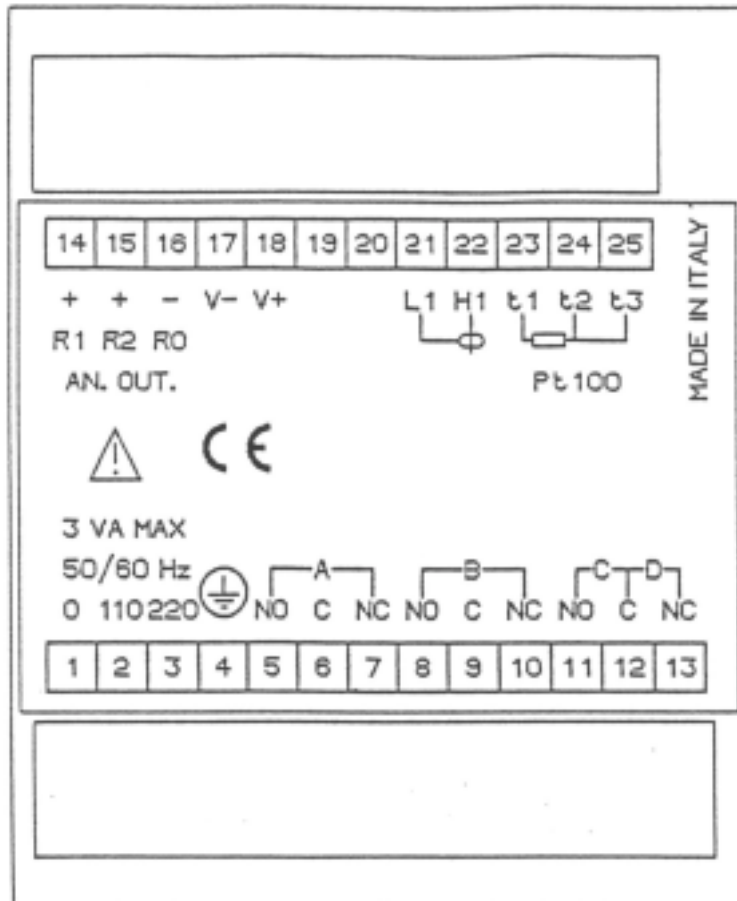 14 15 16 17 18 19 20 21 22 23 24 25
+ + - V- V+ L1 H1 t1 t2 t3
R1 R2 R0
AN. OUT. Pt100
MADE IN ITALY
CE
3 VA MAX
50/60 Hz A B C D
0 110 220 NO C NC NO C NC NO C NC
1 2 3 4 5 6 7 8 9 10 11 12 13